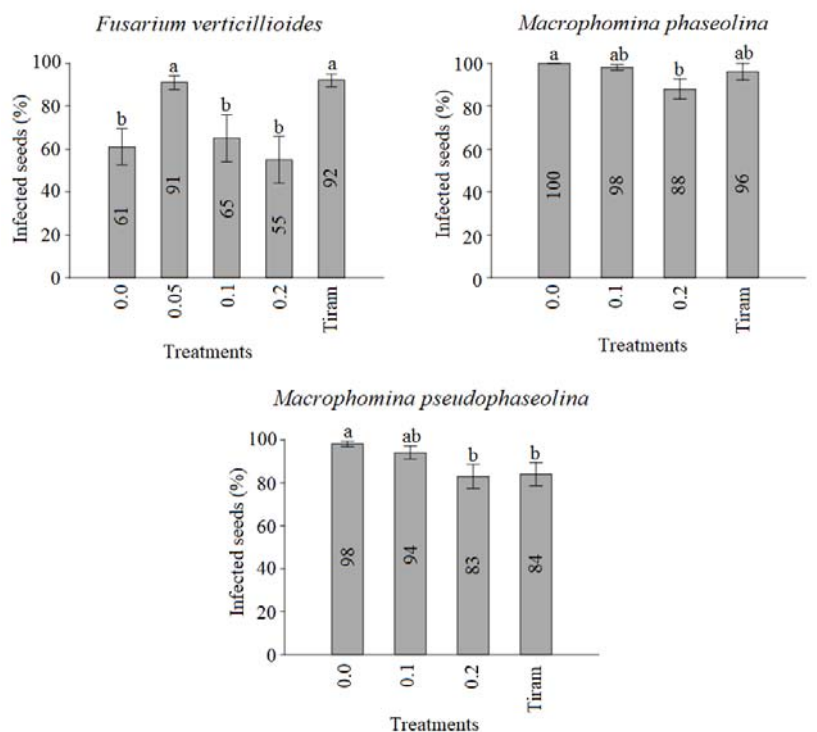 Fusarium verticillioides
Infected seeds (%)
100
80
60
40
20
0
b
a
b
b
a
61
91
65
55
92
0.0
0.05
0.1
0.2
Tiram
Treatments
Macrophomina phaseolina
Infected seeds (%)
100
80
60
40
20
0
a
ab
b
ab
100
98
88
96
0.0
0.1
0.2
Tiram
Treatments
Macrophomina pseudophaseolina
Infected seeds (%)
100
80
60
40
20
0
a
ab
b
b
98
94
83
84
0.0
0.1
0.2
Tiram
Treatments